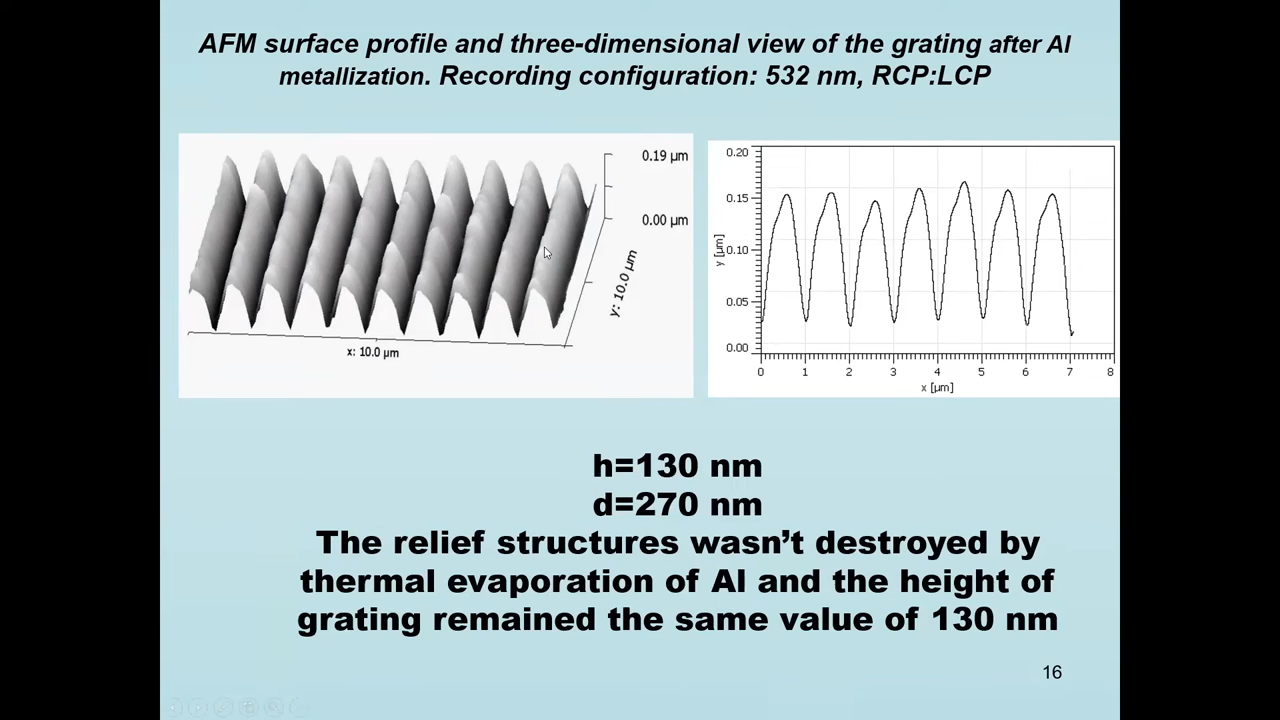 AFM surface profile and three-dimensional view of the grating after Al
metallization. Recording configuration: 532 nm, RCP:LCP
0.19 µm
0.00 µm
y: 10.0 µm
x: 10.0 µm
0.20
0.15
0.10
0.05
0.00
y [µm]
0 1 2 3 4 5 6 7 8
x [µm]
h=130 nm
d=270 nm
The relief structures wasn't destroyed by
thermal evaporation of Al and the height of
grating remained the same value of 130 nm
16